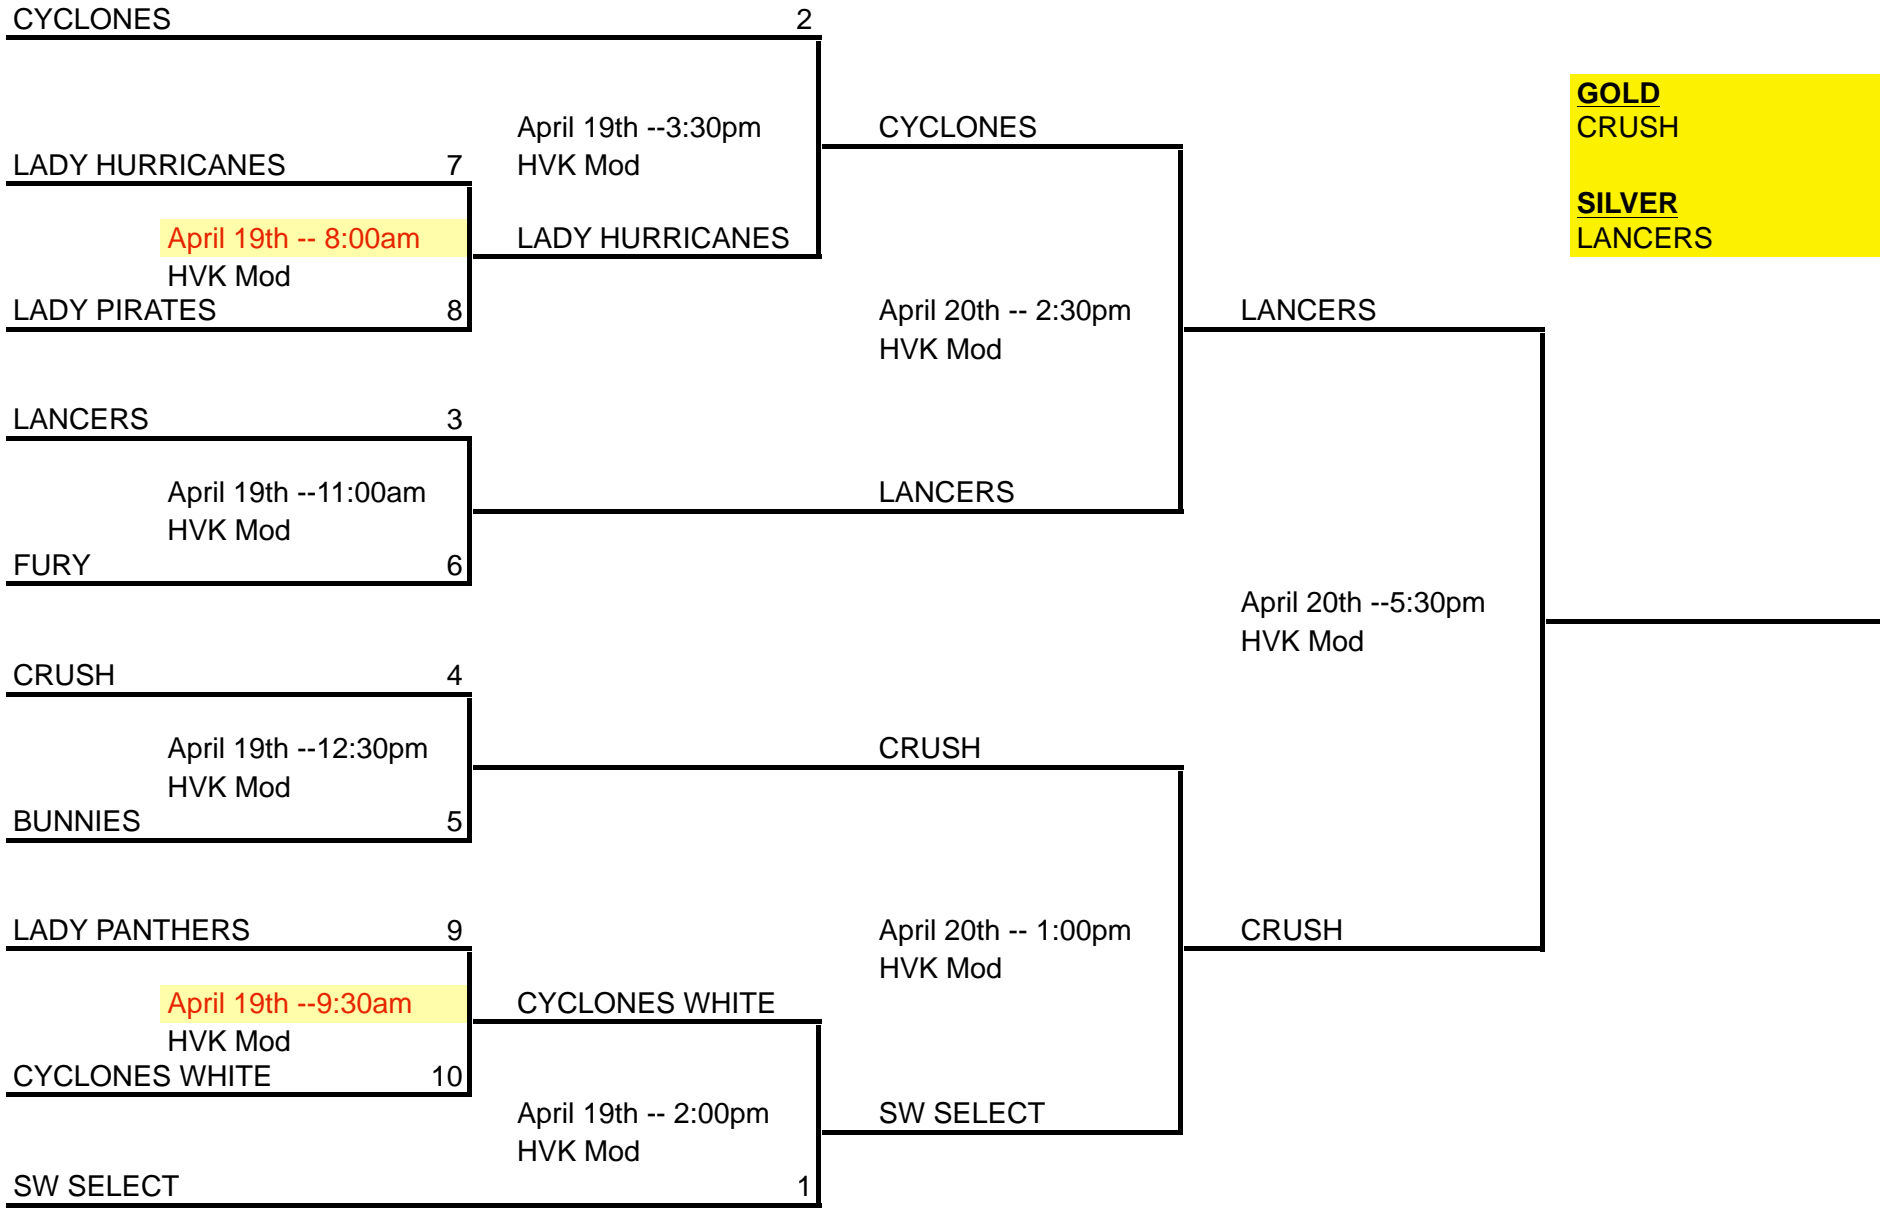 CYCLONES 2
GOLD
April 19th --3:30pm CYCLONES CRUSH
LADY HURRICANES 7 HVK Mod
SILVER
April 19th -- 8:00am LADY HURRICANES LANCERS
HVK Mod
LADY PIRATES 8 April 20th -- 2:30pm LANCERS
HVK Mod
LANCERS 3
April 19th --11:00am LANCERS
HVK Mod
FURY 6
April 20th --5:30pm
HVK Mod
CRUSH 4
April 19th --12:30pm CRUSH
HVK Mod
BUNNIES 5
LADY PANTHERS 9 April 20th -- 1:00pm CRUSH
HVK Mod
April 19th --9:30am CYCLONES WHITE
HVK Mod
CYCLONES WHITE 10
April 19th -- 2:00pm SW SELECT
HVK Mod
SW SELECT 1